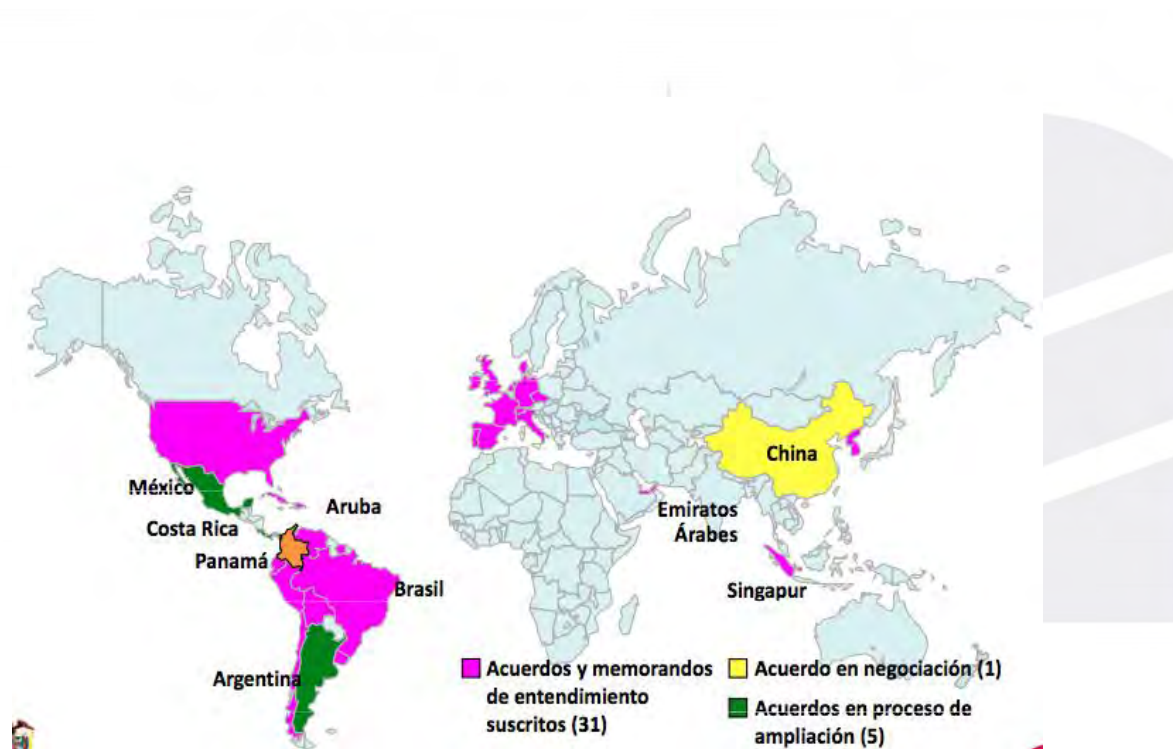 México
Aruba
Costa Rica
Panamá
Brasil
Argentina
China
Emiratos
Árabes
Singapur
Acuerdos y memorandos
de entendimiento
suscritos (31)
Acuerdo en negociación (1)
Acuerdos en proceso de
ampliación (5)